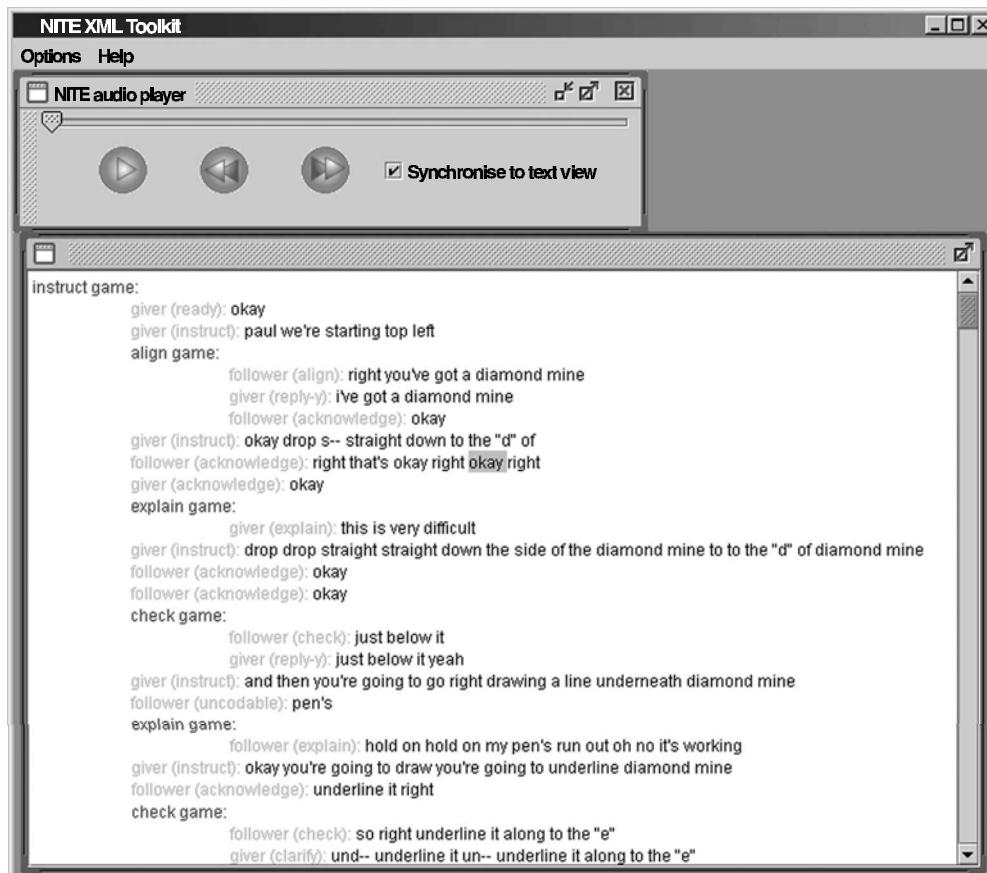 NITE XML Toolkit
Options Help
NITE audio player
Synchronise to text view
instruct game:
giver (ready): okay
giver (instruct): paul we're starting top left
align game:
follower (align): right you've got a diamond mine
giver (reply-y): i've got a diamond mine
follower (acknowledge): okay
giver (instruct): okay drop s-- straight down to the "d" of
follower (acknowledge): right that's okay right okay right
giver (acknowledge): okay
explain game:
giver (explain): this is very difficult
giver (instruct): drop drop straight straight down the side of the diamond mine to to the "d" of diamond mine
follower (acknowledge): okay
follower (acknowledge): okay
check game:
follower (check): just below it
giver (reply-y): just below it yeah
giver (instruct): and then you're going to go right drawing a line underneath diamond mine
follower (uncodable): pen's
explain game:
follower (explain): hold on hold on my pen's run out oh no it's working
giver (instruct): okay you're going to draw you're going to underline diamond mine
follower (acknowledge): underline it right
check game:
follower (check): so right underline it along to the "e"
giver (clarify): und-- underline it un-- underline it along to the "e"